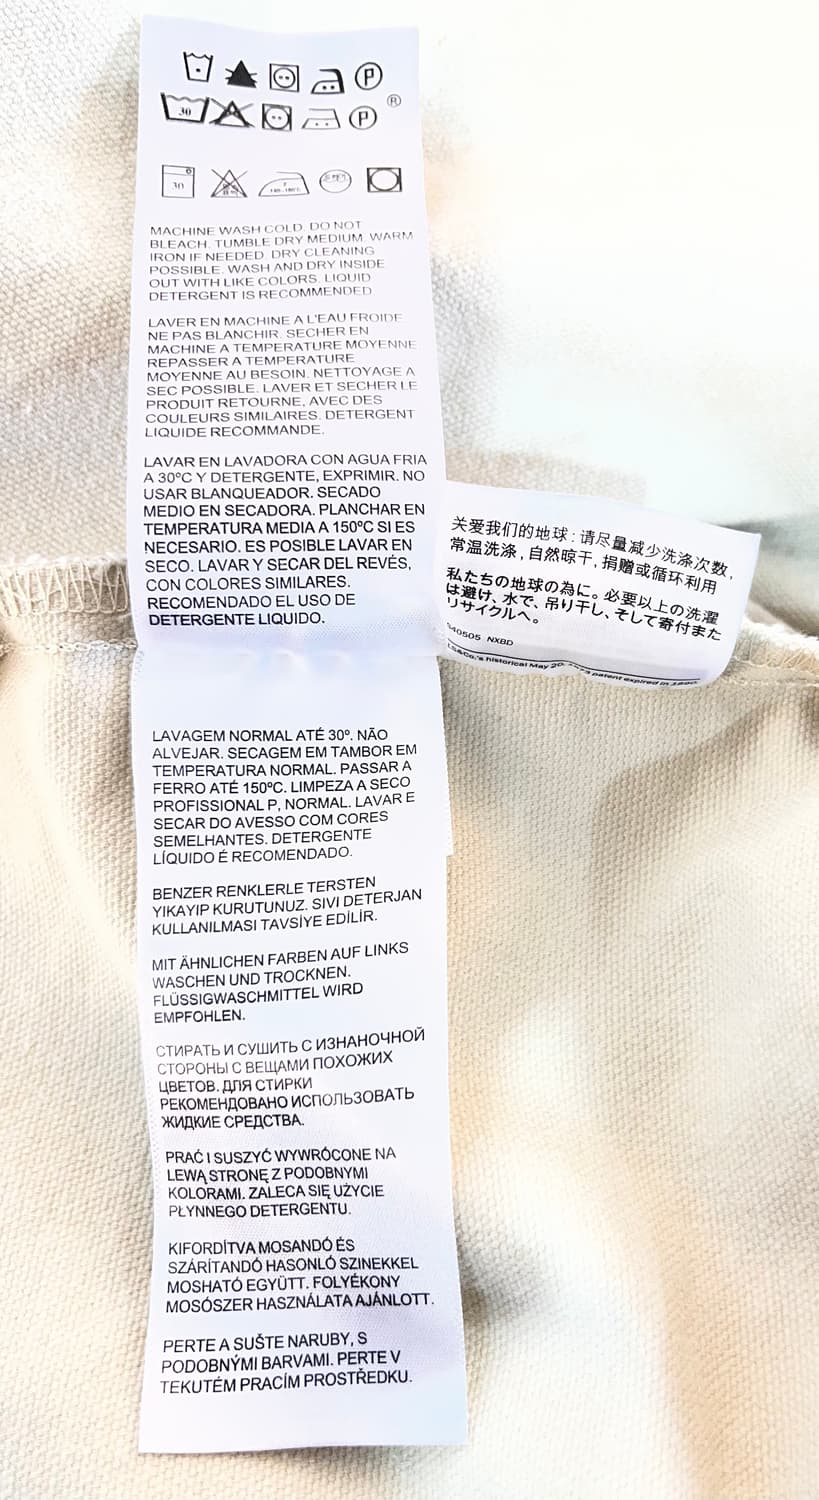 P
30 P ®
30
MACHINE WASH COLD. DO NOT
BLEACH. TUMBLE DRY MEDIUM. WARM
IRON IF NEEDED. DRY CLEANING
POSSIBLE. WASH AND DRY INSIDE
OUT WITH LIKE COLORS. LIQUID
DETERGENT IS RECOMMENDED.
LAVER EN MACHINE A L'EAU FROIDE
NE PAS BLANCHIR. SECHER EN
MACHINE A TEMPERATURE MOYENNE
REPASSER A TEMPERATURE
MOYENNE AU BESOIN. NETTOYAGE A
SEC POSSIBLE. LAVER ET SECHER LE
PRODUIT RETOURNE, AVEC DES
COULEURS SIMILAIRES. DETERGENT
LIQUIDE RECOMMANDE.
LAVAR EN LAVADORA CON AGUA FRIA
A 30ºC Y DETERGENTE, EXPRIMIR. NO
USAR BLANQUEADOR. SECADO
MEDIO EN SECADORA. PLANCHAR EN
TEMPERATURA MEDIA A 150ºC SI ES
NECESARIO. ES POSIBLE LAVAR EN
SECO. LAVAR Y SECAR DEL REVÉS,
CON COLORES SIMILARES.
RECOMENDADO EL USO DE
DETERGENTE LIQUIDO.
关爱我们的地球: 请尽量减少洗涤次数,
常温洗涤, 自然晾干, 捐赠或循环利用
私たちの地球の為に。必要以上の洗濯
は避け、水で、吊り干し、そして寄付また
リサイクルへ。
S40505 NXBD
LS&Co.'s historical May 20, patent expired in 1890.
LAVAGEM NORMAL ATÉ 30º. NÃO
ALVEJAR. SECAGEM EM TAMBOR EM
TEMPERATURA NORMAL. PASSAR A
FERRO ATÉ 150ºC. LIMPEZA A SECO
PROFISSIONAL P, NORMAL. LAVAR E
SECAR DO AVESSO COM CORES
SEMELHANTES. DETERGENTE
LÍQUIDO É RECOMENDADO.
BENZER RENKLERLE TERSTEN
YIKAYIP KURUTUNUZ. SIVI DETERJAN
KULLANILMASI TAVSİYE EDİLİR.
MIT ÄHNLICHEN FARBEN AUF LINKS
WASCHEN UND TROCKNEN.
FLÜSSIGWASCHMITTEL WIRD
EMPFOHLEN.
СТИРАТЬ И СУШИТЬ С ИЗНАНОЧНОЙ
СТОРОНЫ С ВЕЩАМИ ПОХОЖИХ
ЦВЕТОВ. ДЛЯ СТИРКИ
РЕКОМЕНДОВАНО ИСПОЛЬЗОВАТЬ
ЖИДКИЕ СРЕДСТВА.
PRAĆ I SUSZYĆ WYWRÓCONE NA
LEWĄ STRONĘ Z PODOBNYMI
KOLORAMI. ZALECA SIĘ UŻYCIE
PŁYNNEGO DETERGENTU.
KIFORDÍTVA MOSANDÓ ÉS
SZÁRÍTANDÓ HASONLÓ SZINEKKEL
MOSHATÓ EGYÜTT. FOLYÉKONY
MOSÓSZER HASZNÁLATA AJÁNLOTT.
PERTE A SUŠTE NARUBY, S
PODOBNÝMI BARVAMI. PERTE V
TEKUTÉM PRACÍM PROSTŘEDKU.